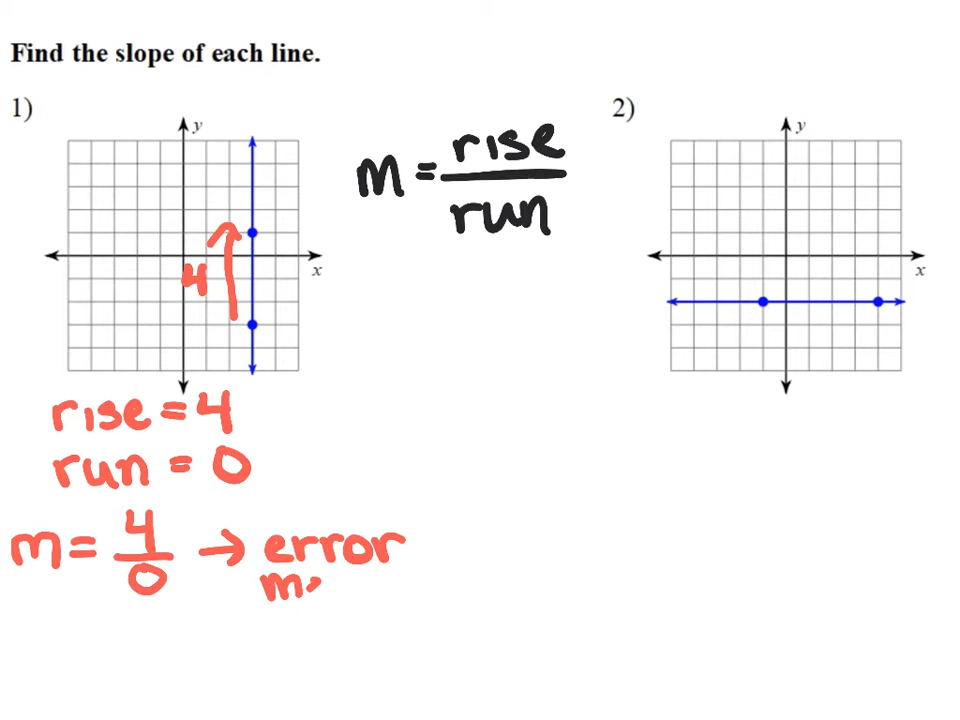 Find the slope of each line.
1)
y
x
4
m = rise/run
2)
y
x
rise = 4
run = 0
m = 4/0 → error